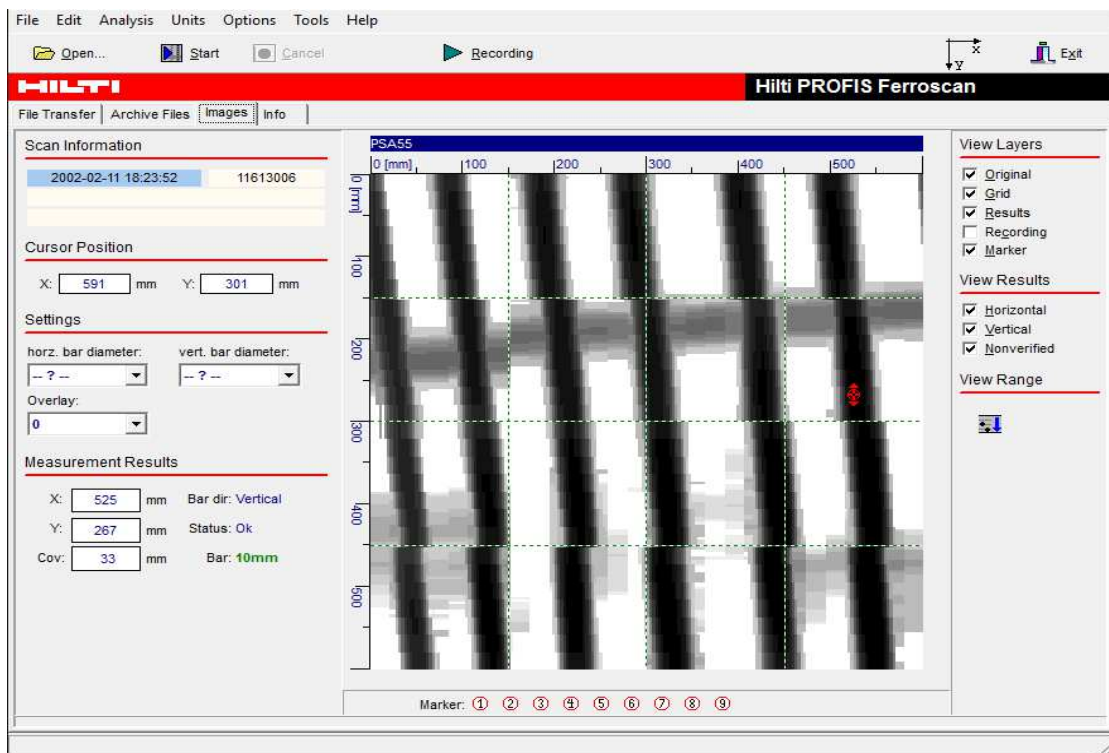 File Edit Analysis Units Options Tools Help
Open... Start Cancel Recording X Y Exit
HILTI Hilti PROFIS Ferroscan
File Transfer Archive Files Images Info
Scan Information
2002-02-11 18:23:52 11613006
Cursor Position
X: 591 mm Y: 301 mm
Settings
horz. bar diameter: vert. bar diameter:
-- ? -- -- ? --
Overlay:
0
Measurement Results
X: 525 mm Bar dir: Vertical
Y: 267 mm Status: Ok
Cov: 33 mm Bar: 10mm
PSA55
0 [mm] 100 200 300 400 500
0 [mm]
100
200
300
400
500
Marker: ① ② ③ ④ ⑤ ⑥ ⑦ ⑧ ⑨
View Layers
Original
Grid
Results
Recording
Marker
View Results
Horizontal
Vertical
Nonverified
View Range